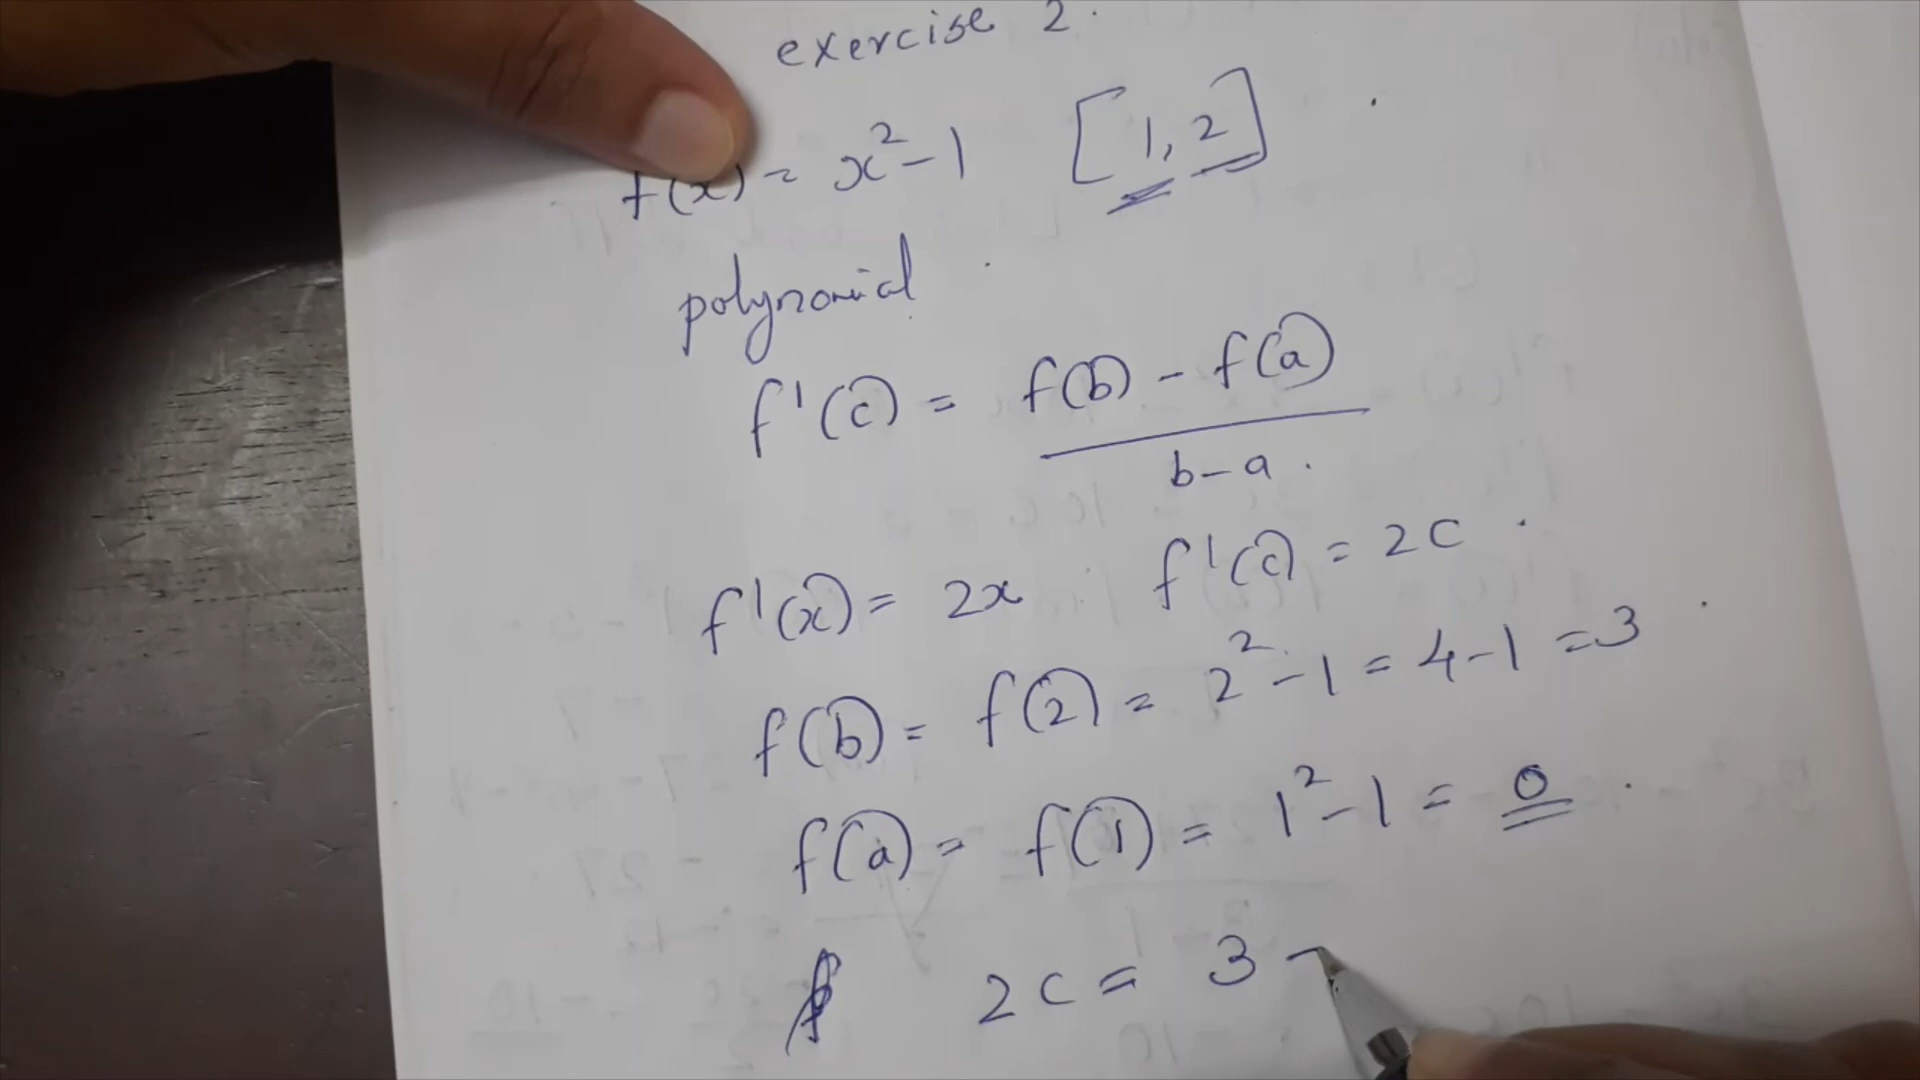 exercise 2.
f(x) = x² - 1 [1, 2]
polynomial
f'(c) = f(b) - f(a)
b - a.
f'(x) = 2x f'(c) = 2c.
f(b) = f(2) = 2² - 1 = 4 - 1 = 3
f(a) = f(1) = 1² - 1 = 0
2c = 3 -